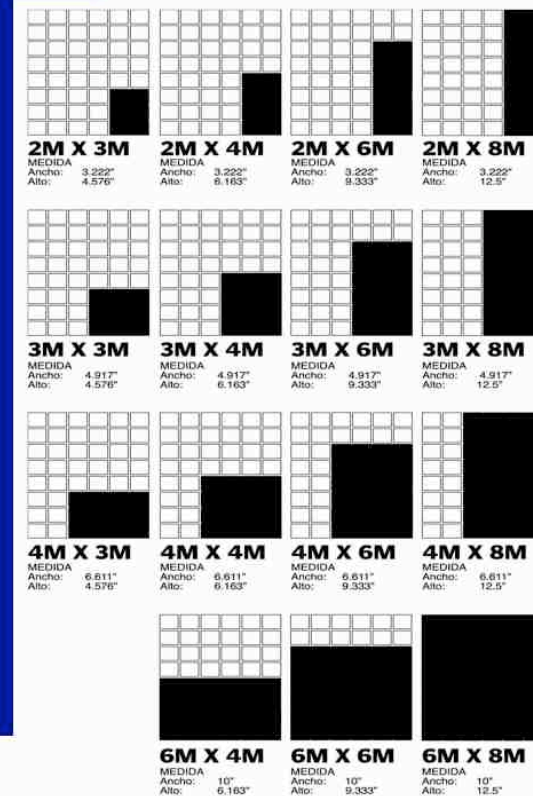 2M X 3M
MEDIDA
Ancho: 3.222"
Alto: 4.576"
2M X 4M
MEDIDA
Ancho: 3.222"
Alto: 6.163"
2M X 6M
MEDIDA
Ancho: 3.222"
Alto: 9.333"
2M X 8M
MEDIDA
Ancho: 3.222"
Alto: 12.5"
3M X 3M
MEDIDA
Ancho: 4.917"
Alto: 4.576"
3M X 4M
MEDIDA
Ancho: 4.917"
Alto: 6.163"
3M X 6M
MEDIDA
Ancho: 4.917"
Alto: 9.333"
3M X 8M
MEDIDA
Ancho: 4.917"
Alto: 12.5"
4M X 3M
MEDIDA
Ancho: 6.611"
Alto: 4.576"
4M X 4M
MEDIDA
Ancho: 6.611"
Alto: 6.163"
4M X 6M
MEDIDA
Ancho: 6.611"
Alto: 9.333"
4M X 8M
MEDIDA
Ancho: 6.611"
Alto: 12.5"
6M X 4M
MEDIDA
Ancho: 10"
Alto: 6.163"
6M X 6M
MEDIDA
Ancho: 10"
Alto: 9.333"
6M X 8M
MEDIDA
Ancho: 10"
Alto: 12.5"